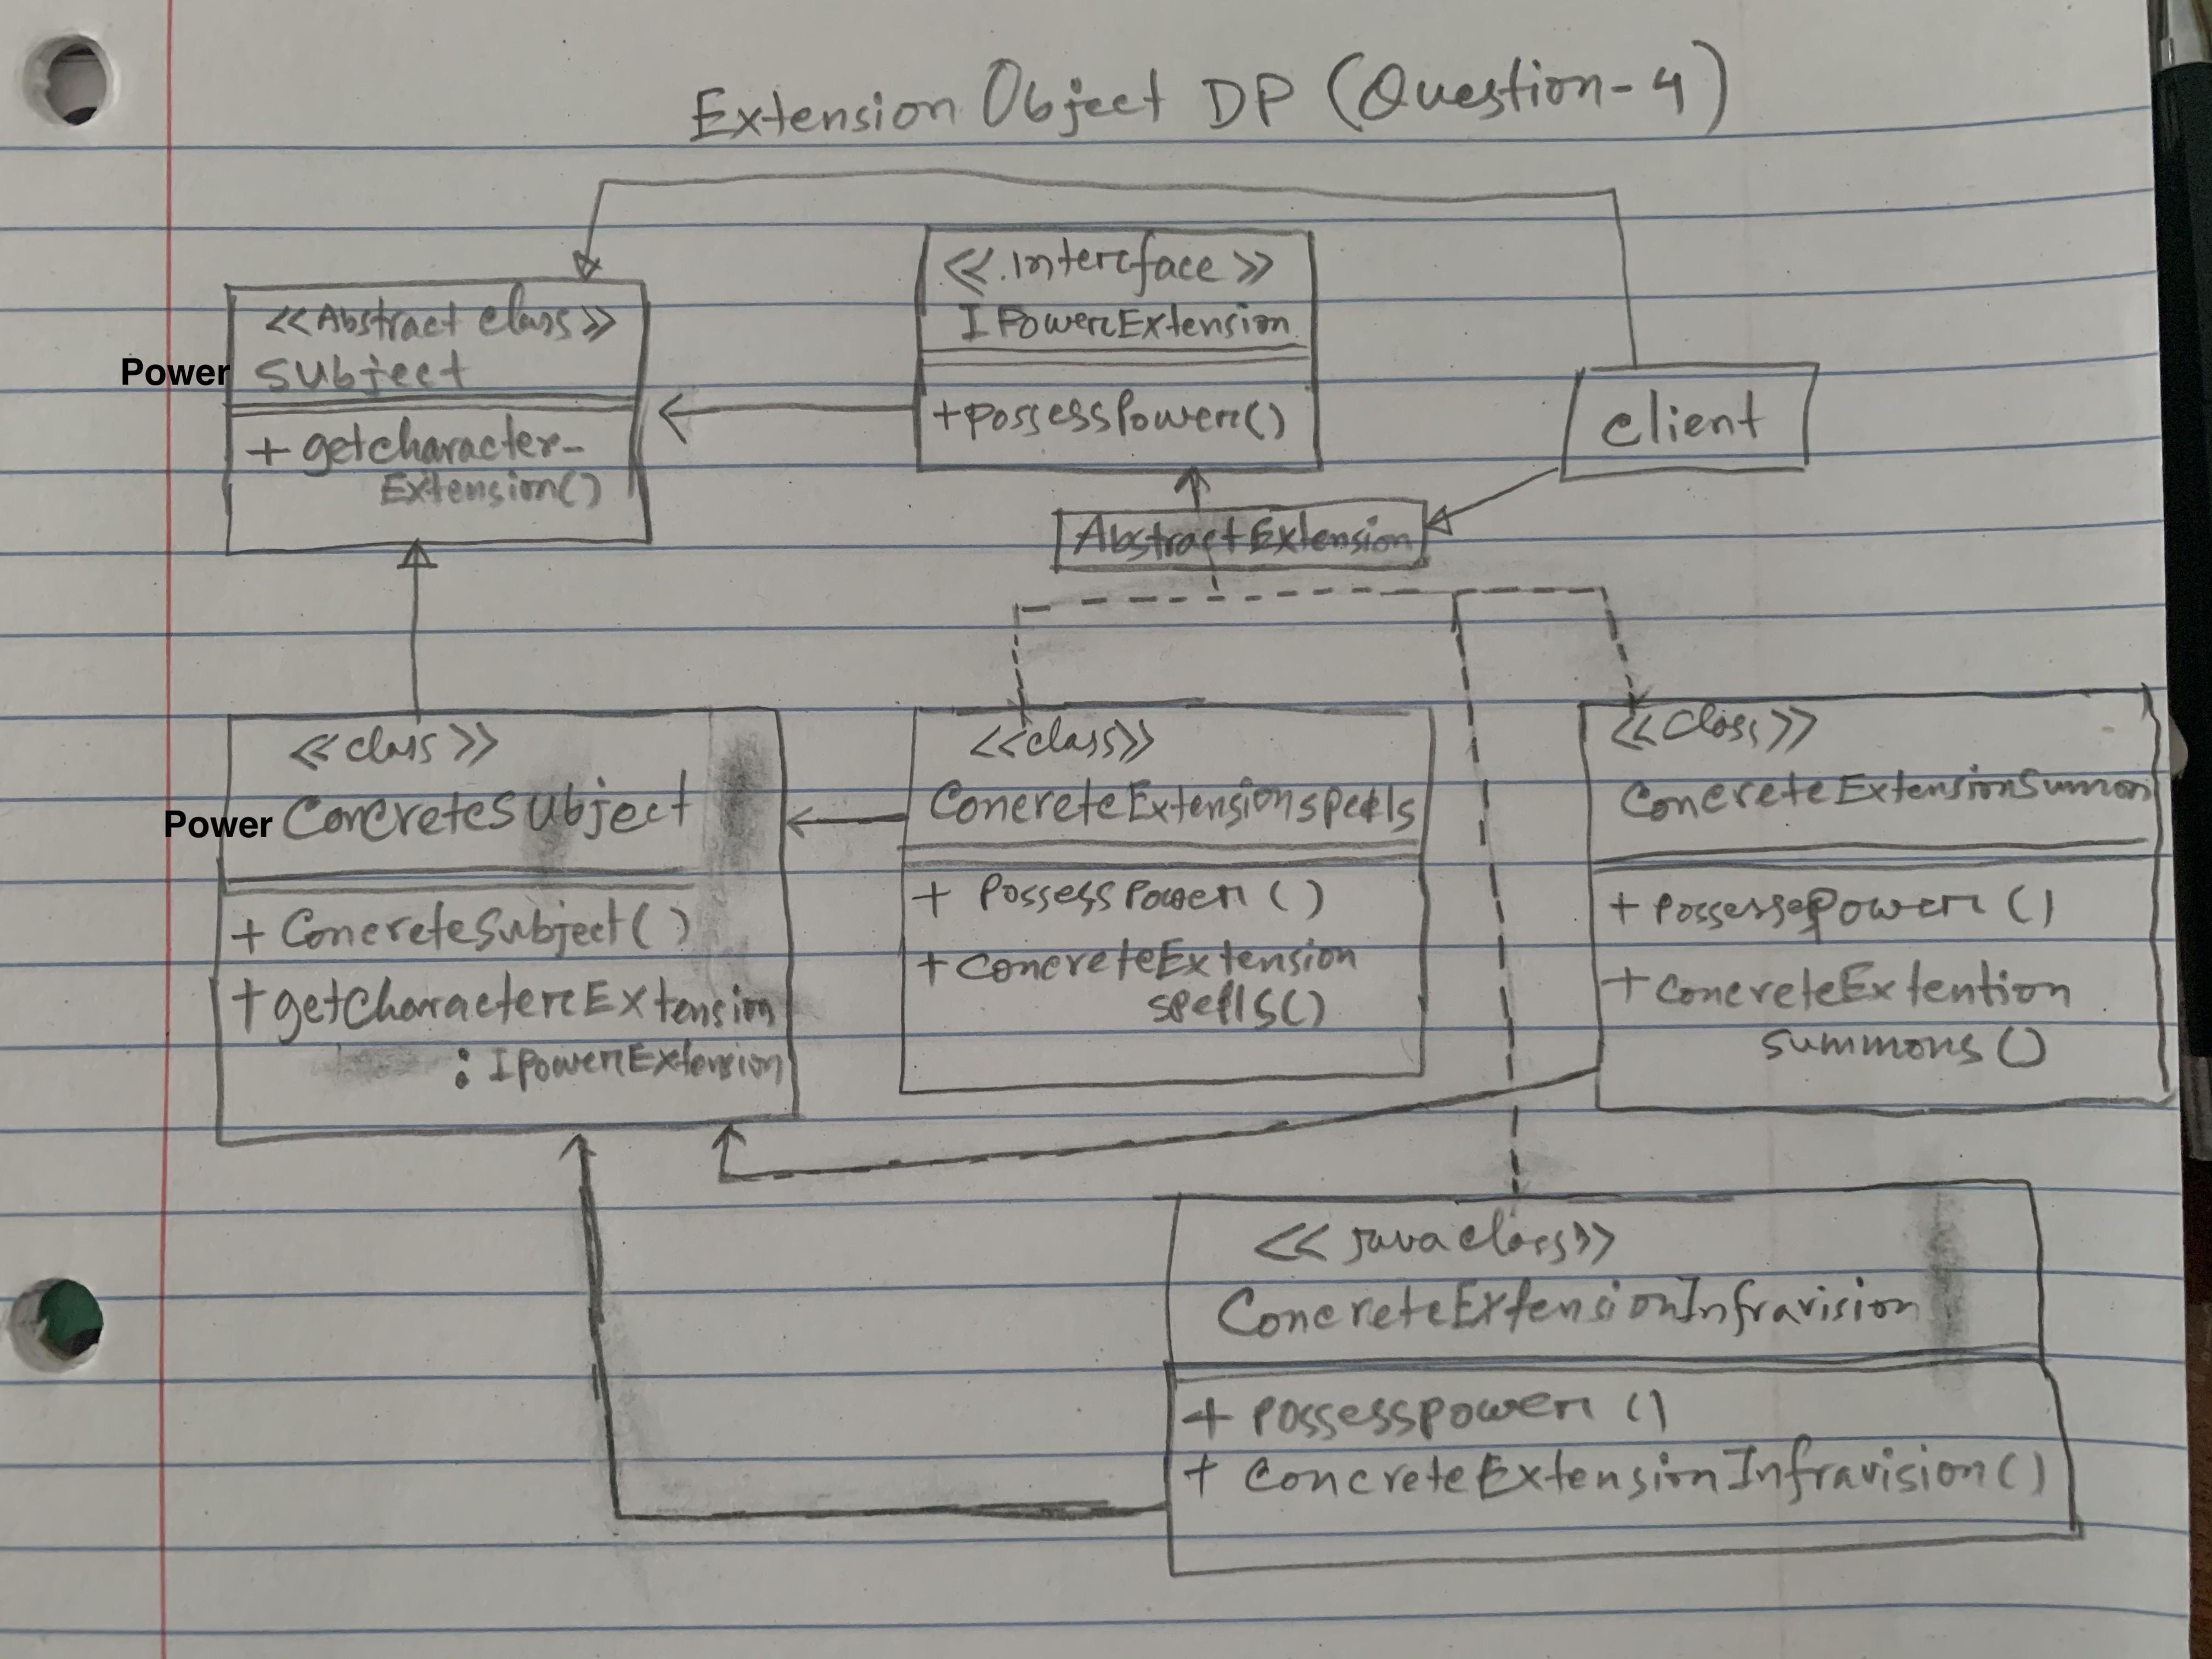 Extension Object DP (Question-4)
<<Abstract class>>
Power subject
+ getcharacter-
Extension()
<<Interface>>
IPowerExtension
+possessPower()
client
AbstractExtension
<<class>>
Power ConcreteSubject
+ ConcreteSubject()
+ getCharacterExtension
: IPowerExtension
<<class>>
ConcreteExtensionspells
+ PossessPower()
+ ConcreteExtension
spells()
<<Class>>
ConcreteExtensionSummon
+ PossessPower()
+ ConcreteExtention
summons()
<<javaclass>>
ConcreteExtensionInfravision
+ Possesspower()
+ ConcreteExtensionInfravision()